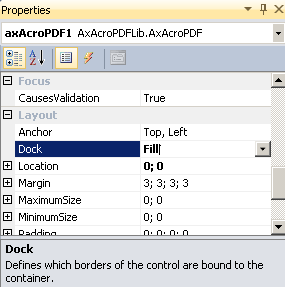 Properties
axAcroPDF1 AxAcroPDFLib.AxAcroPDF
Focus
CausesValidation True
Layout
Anchor Top, Left
Dock Fill
Location 0; 0
Margin 3; 3; 3; 3
MaximumSize 0; 0
MinimumSize 0; 0
Padding 0; 0; 0; 0
Dock
Defines which borders of the control are bound to the
container.